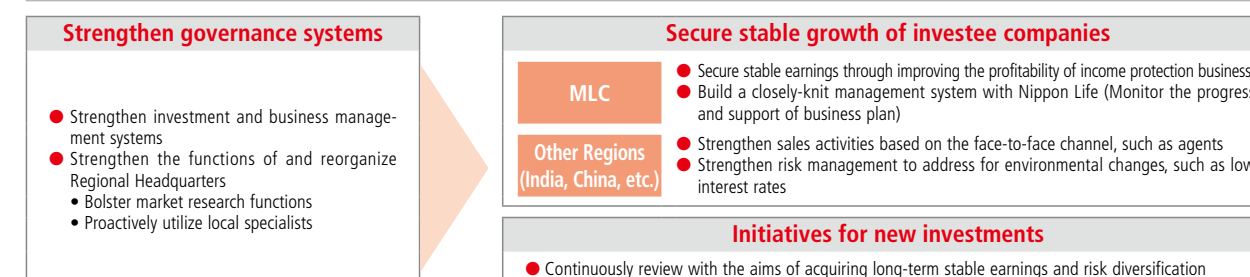 Strengthen governance systems
● Strengthen investment and business manage-
ment systems
● Strengthen the functions of and reorganize
Regional Headquarters
• Bolster market research functions
• Proactively utilize local specialists
Secure stable growth of investee companies
MLC
● Secure stable earnings through improving the profitability of income protection business
● Build a closely-knit management system with Nippon Life (Monitor the progress
and support of business plan)
Other Regions
(India, China, etc.)
● Strengthen sales activities based on the face-to-face channel, such as agents
● Strengthen risk management to address for environmental changes, such as low
interest rates
Initiatives for new investments
● Continuously review with the aims of acquiring long-term stable earnings and risk diversification